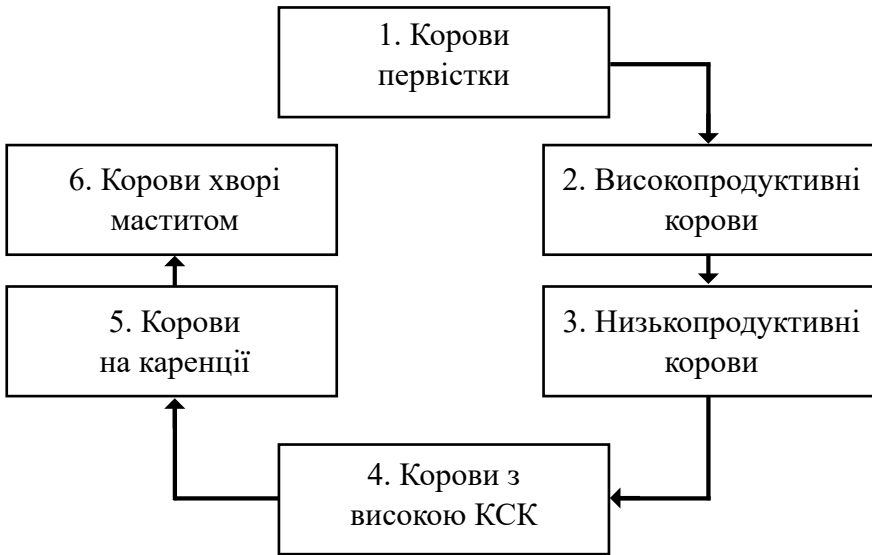 1. Корови
первістки
6. Корови хворі
маститом
2. Високопродуктивні
корови
5. Корови
на каренції
3. Низькопродуктивні
корови
4. Корови з
високою КСК